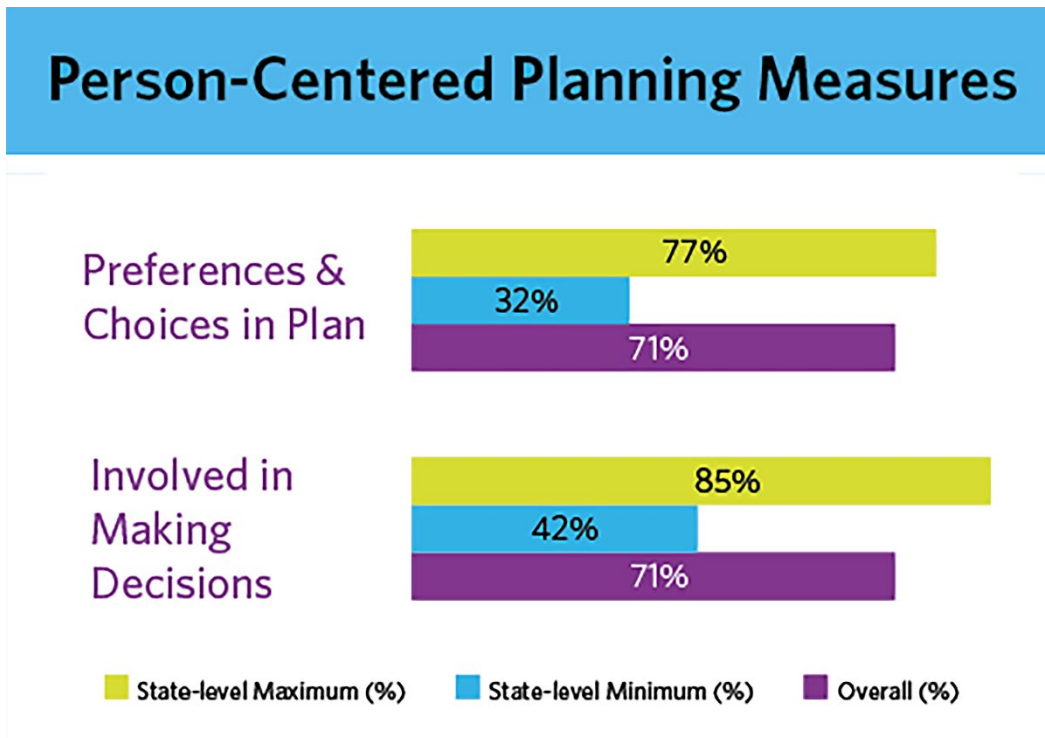 Person-Centered Planning Measures
Preferences &
Choices in Plan
77%
32%
71%
Involved in
Making
Decisions
85%
42%
71%
State-level Maximum (%) State-level Minimum (%) Overall (%)